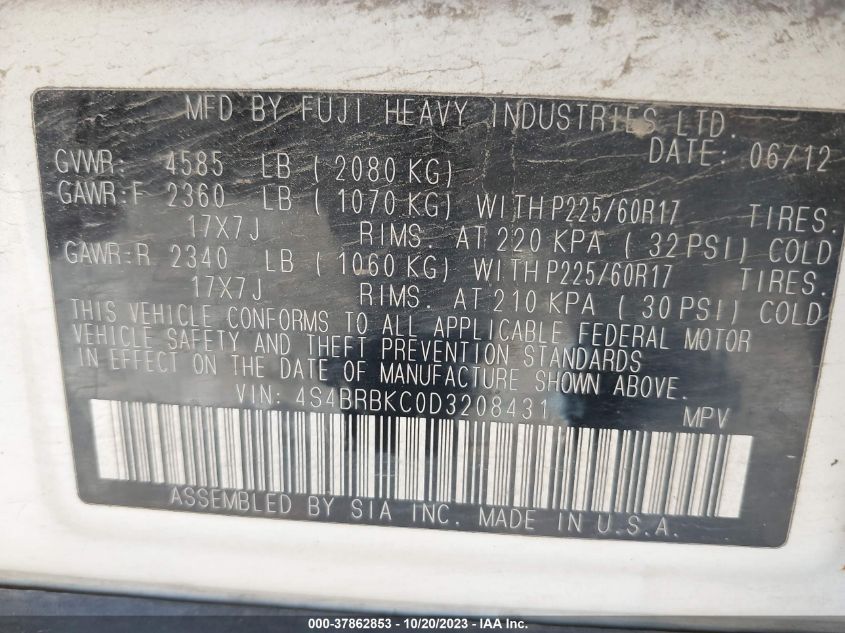 MFD BY FUJI HEAVY INDUSTRIES LTD.
DATE: 06/12
GVWR: 4585 LB ( 2080 KG)
GAWR:F 2360 LB ( 1070 KG) WITHP225/60R17 TIRES.
17X7J RIMS. AT 220 KPA ( 32 PSI) COLD
GAWR:R 2340 LB ( 1060 KG) WITHP225/60R17 TIRES.
17X7J RIMS. AT 210 KPA ( 30 PSI) COLD
THIS VEHICLE CONFORMS TO ALL APPLICABLE FEDERAL MOTOR
VEHICLE SAFETY AND THEFT PREVENTION STANDARDS
IN EFFECT ON THE DATE OF MANUFACTURE SHOWN ABOVE.
VIN: 4S4BRBKC0D3208431 MPV
ASSEMBLED BY SIA INC. MADE IN U.S.A.
000-37862853 - 10/20/2023 - IAA Inc.